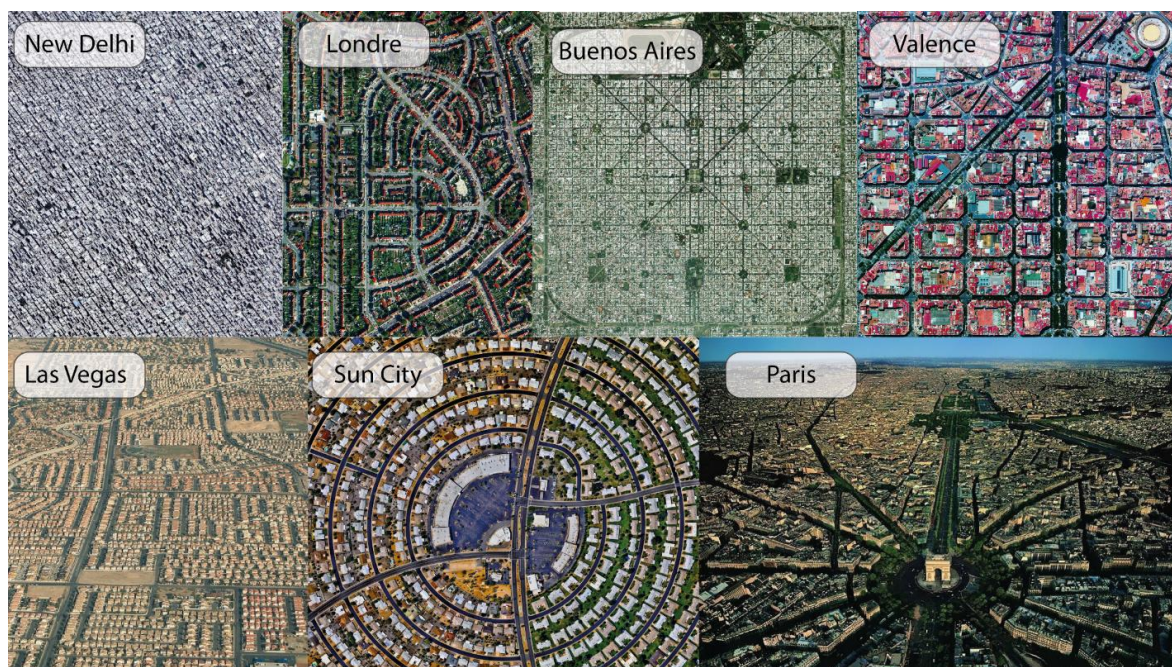 New Delhi
Londre
Buenos Aires
Valence
Las Vegas
Sun City
Paris